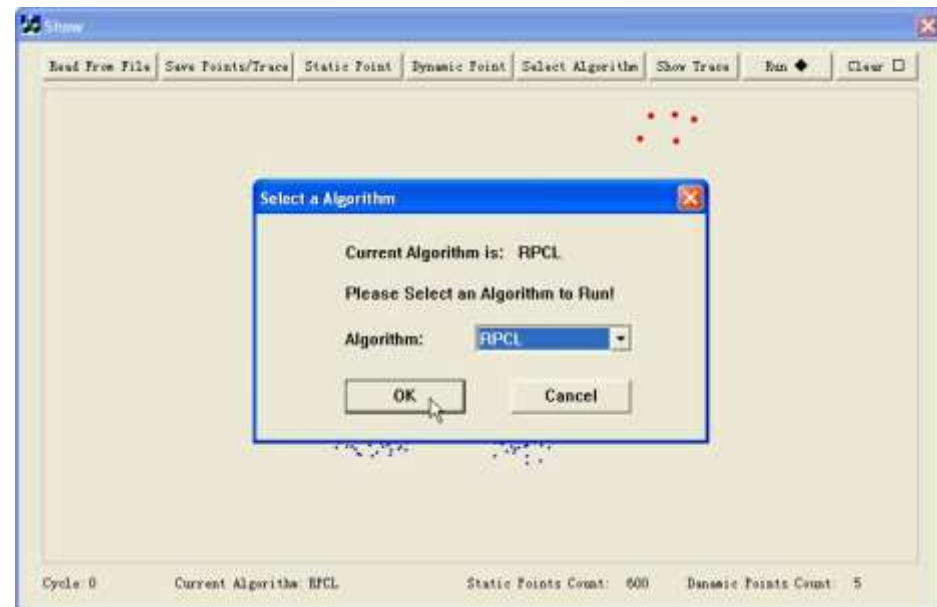 Show
Read From File Save Points/Trace Static Point Dynamic Point Select Algorithm Show Trace Run Clear
Select a Algorithm
Current Algorithm is: RPCL
Please Select an Algorithm to Run!
Algorithm: RPCL
OK Cancel
Cycle: 0 Current Algorithm: RPCL Static Points Count: 600 Danamic Points Count: 5